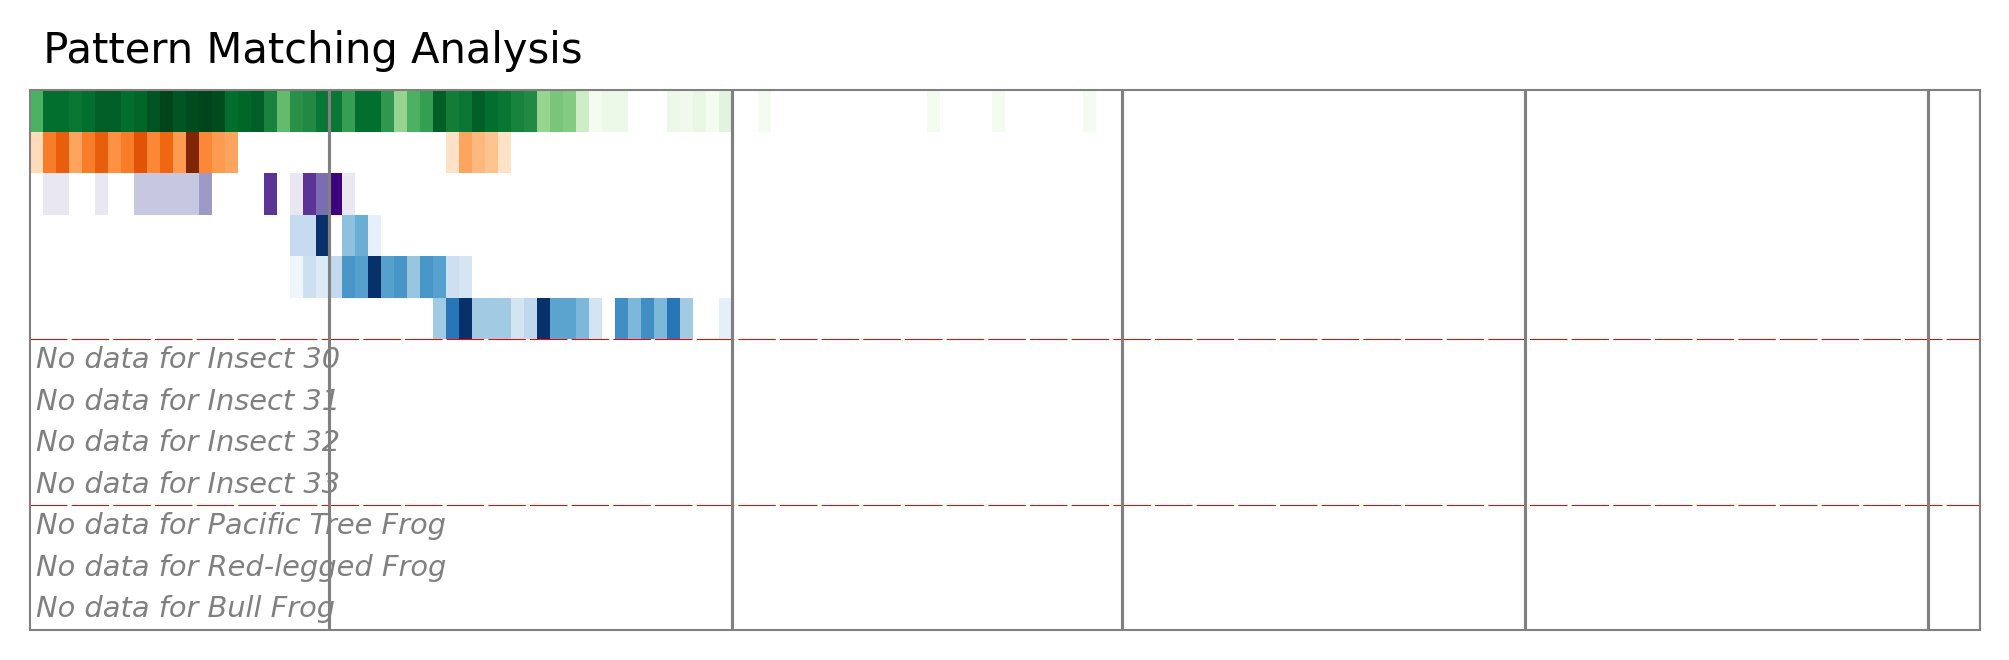 Pattern Matching Analysis
No data for Insect 30
No data for Insect 31
No data for Insect 32
No data for Insect 33
No data for Pacific Tree Frog
No data for Red-legged Frog
No data for Bull Frog